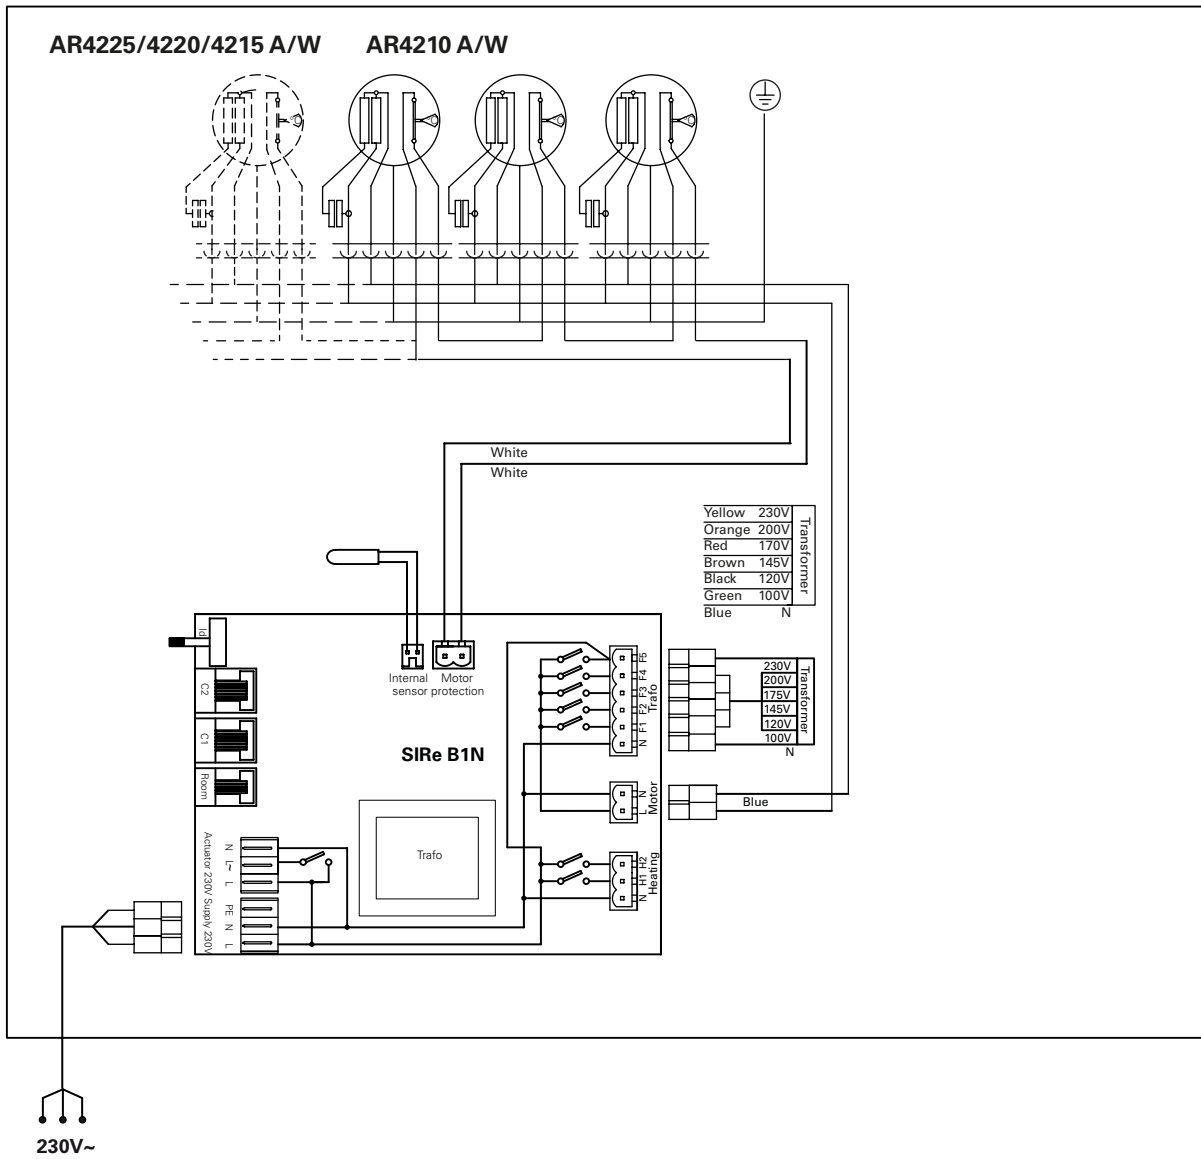 AR4225/4220/4215 A/W AR4210 A/W
White
White
Yellow 230V
Orange 200V
Red 170V
Brown 145V
Black 120V
Green 100V
Blue N
Transformer
Id
C2
C1
Room
Internal sensor
Motor protection
SIRe B1N
Trafo
F5
F4
F3
F2
F1
N
Trafo
230V
200V
175V
145V
120V
100V
N
Transformer
N
L
Motor
Blue
H2
H1
N
Heating
N
L~
L
Actuator 230V
PE
N
L
Supply 230V
230V~